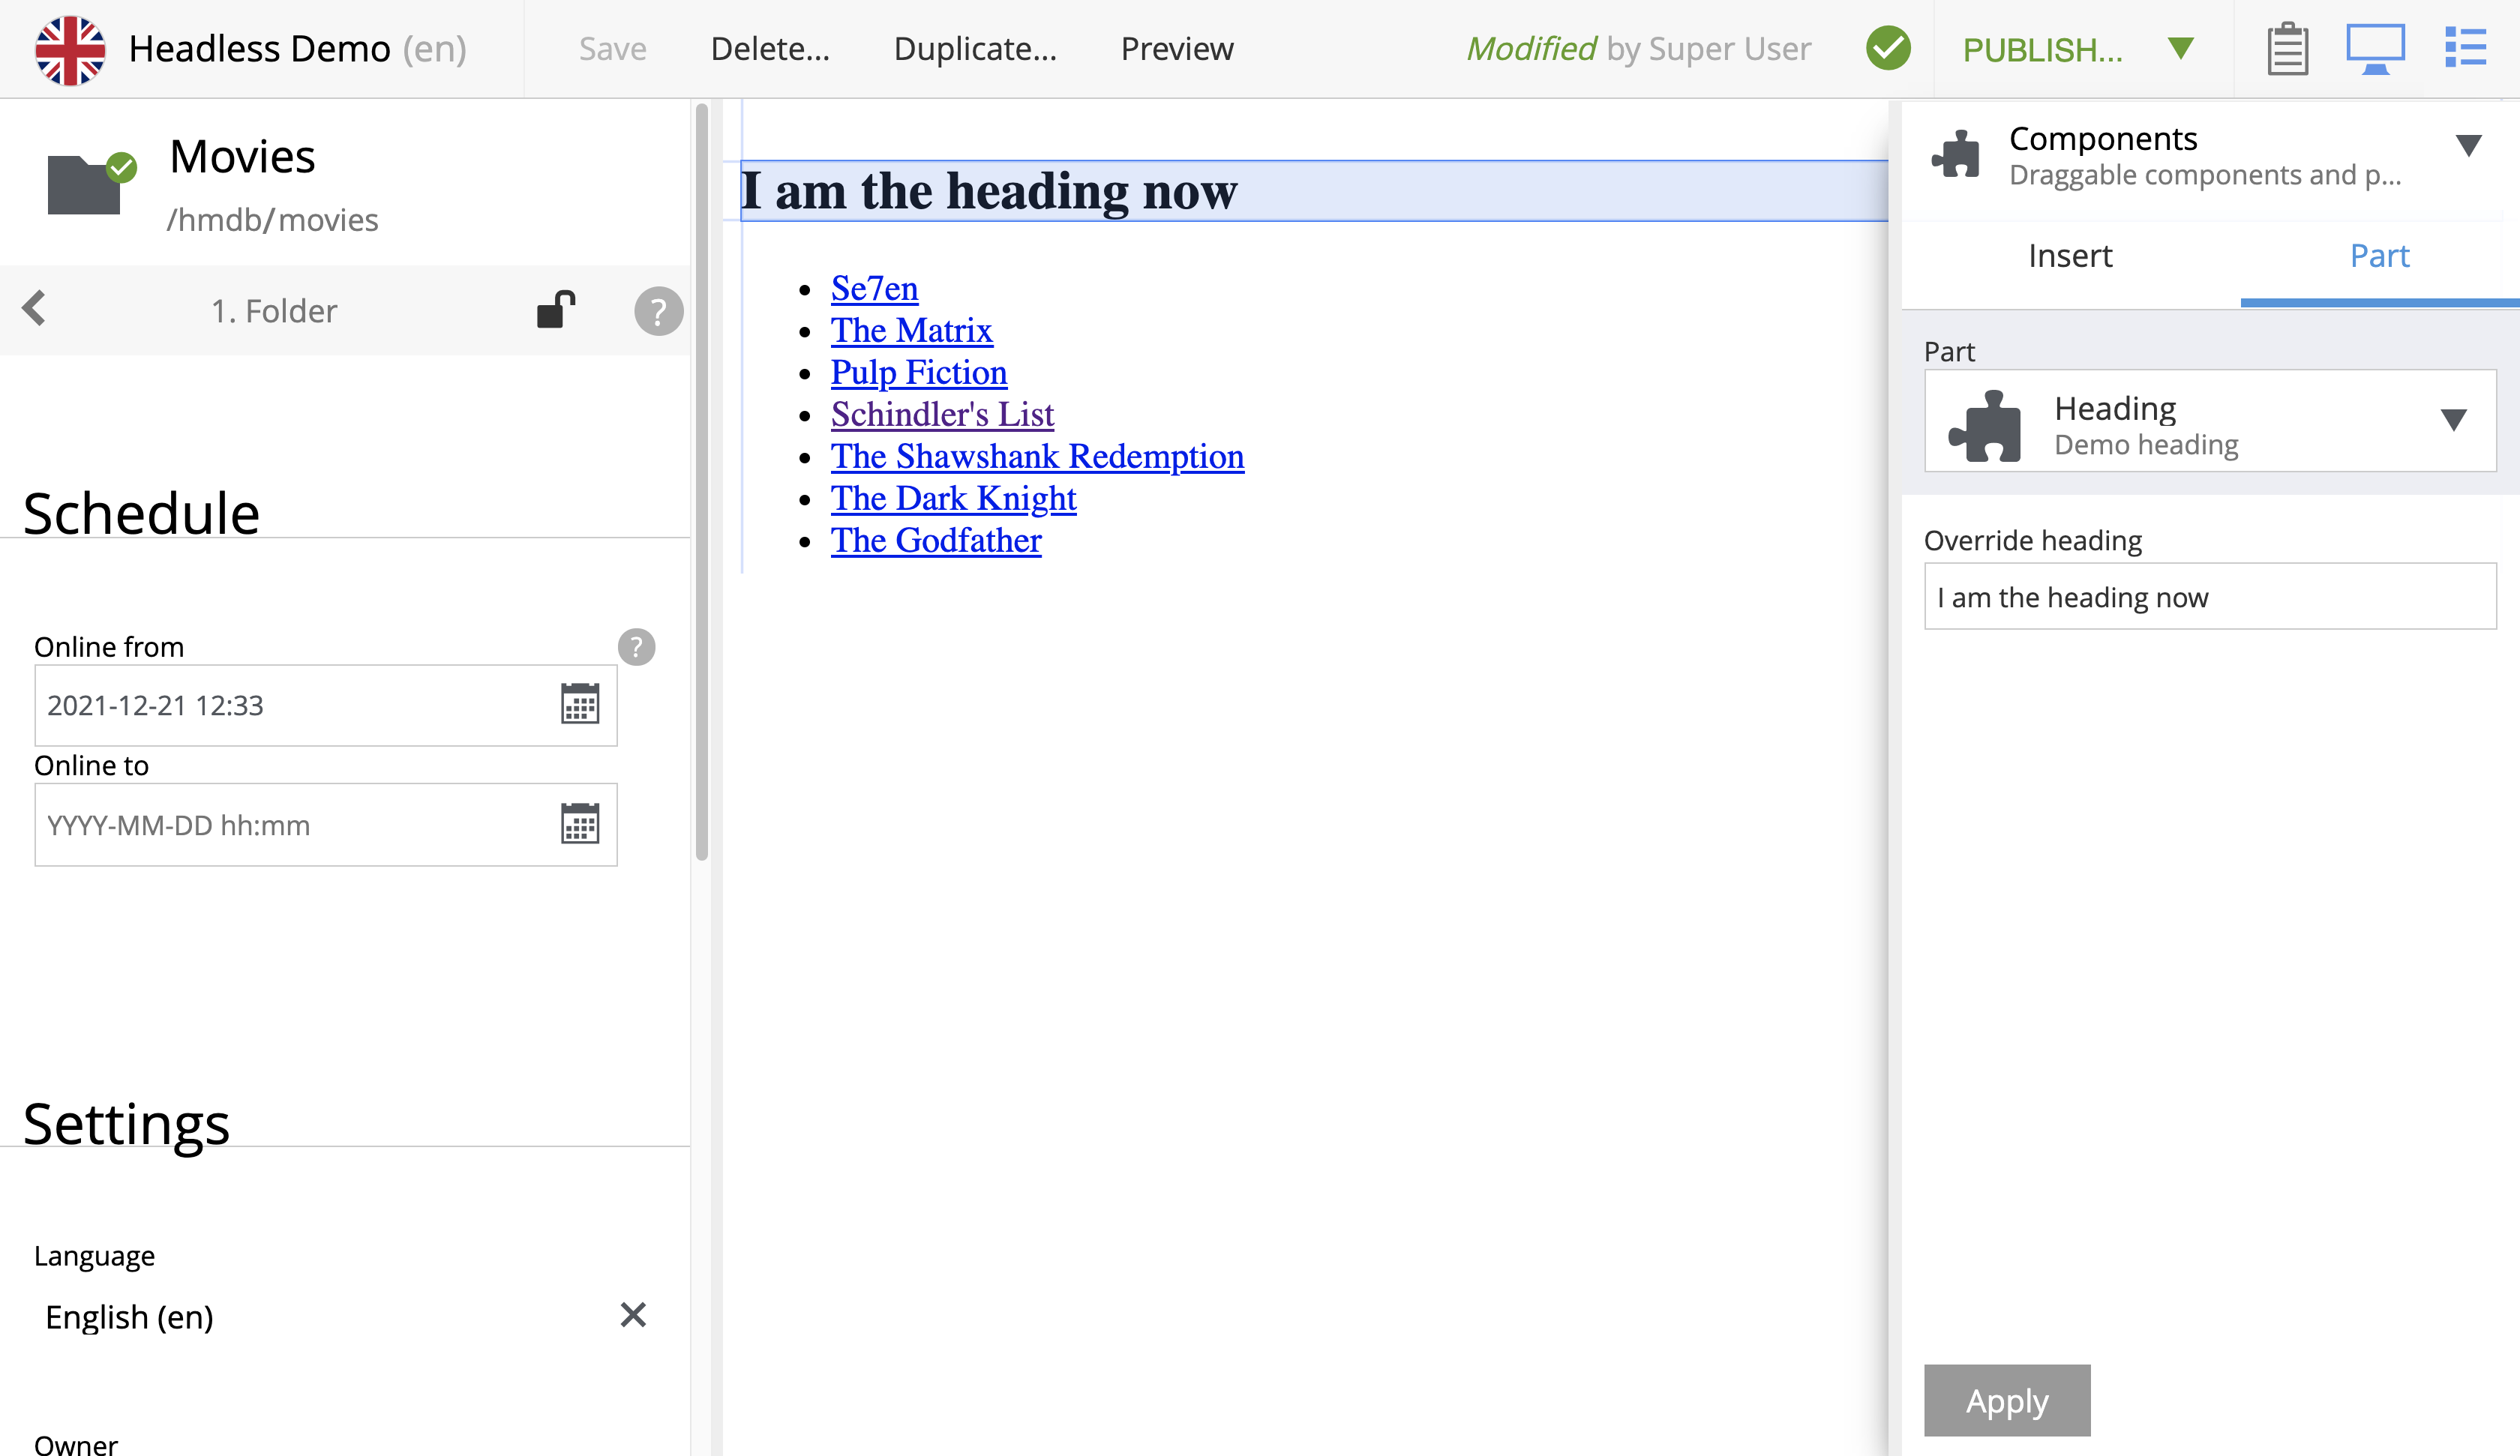 Headless Demo (en)
Save
Delete...
Duplicate...
Preview
Modified by Super User
PUBLISH...
Movies
/hmdb/movies
1. Folder
?
Schedule
Online from
?
2021-12-21 12:33
Online to
YYYY-MM-DD hh:mm
Settings
Language
English (en)
Owner
I am the heading now
Se7en
The Matrix
Pulp Fiction
Schindler's List
The Shawshank Redemption
The Dark Knight
The Godfather
Components
Draggable components and p...
Insert
Part
Part
Heading
Demo heading
Override heading
I am the heading now
Apply